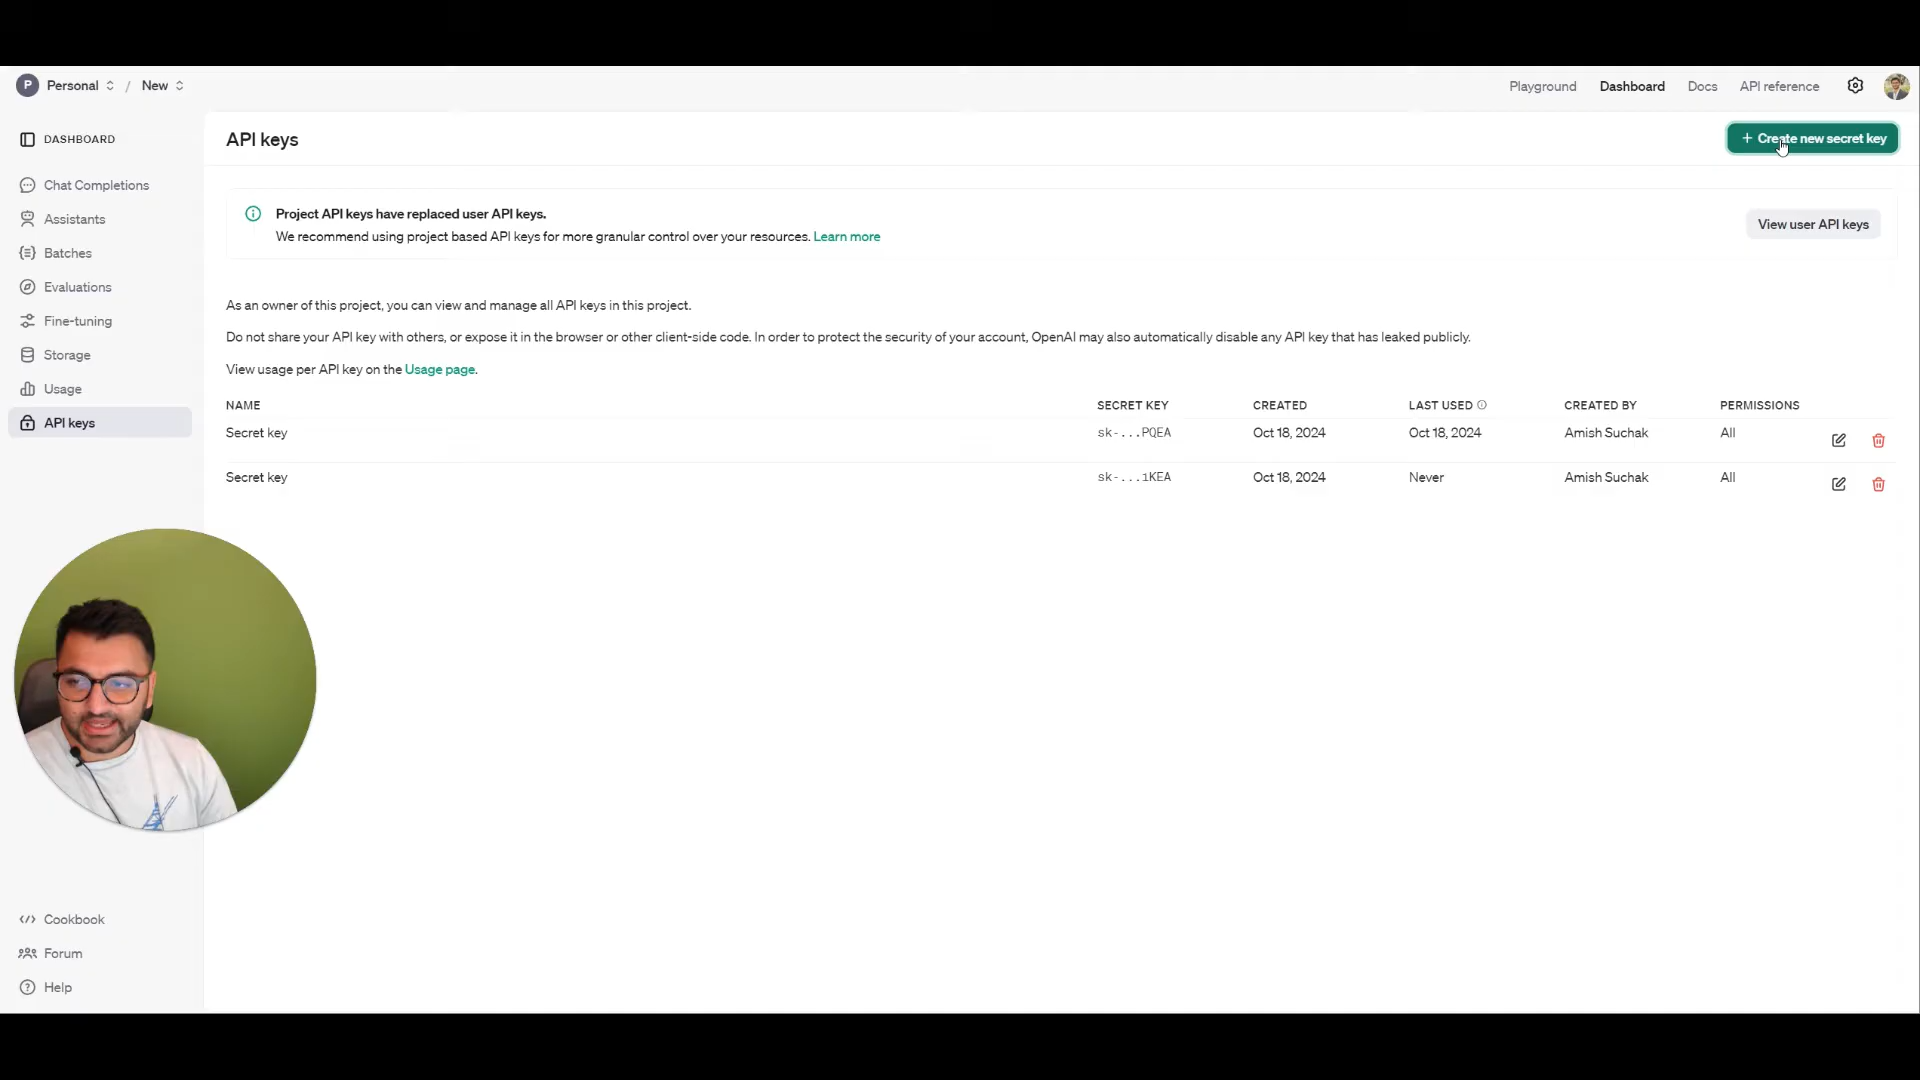 P Personal / New
Playground Dashboard Docs API reference
DASHBOARD
Chat Completions
Assistants
Batches
Evaluations
Fine-tuning
Storage
Usage
API keys
API keys
+ Create new secret key
Project API keys have replaced user API keys.
We recommend using project based API keys for more granular control over your resources. Learn more
View user API keys
As an owner of this project, you can view and manage all API keys in this project.
Do not share your API key with others, or expose it in the browser or other client-side code. In order to protect the security of your account, OpenAI may also automatically disable any API key that has leaked publicly.
View usage per API key on the Usage page.
NAME SECRET KEY CREATED LAST USED CREATED BY PERMISSIONS
Secret key sk-...PQEA Oct 18, 2024 Oct 18, 2024 Amish Suchak All
Secret key sk-...1KEA Oct 18, 2024 Never Amish Suchak All
Cookbook
Forum
Help